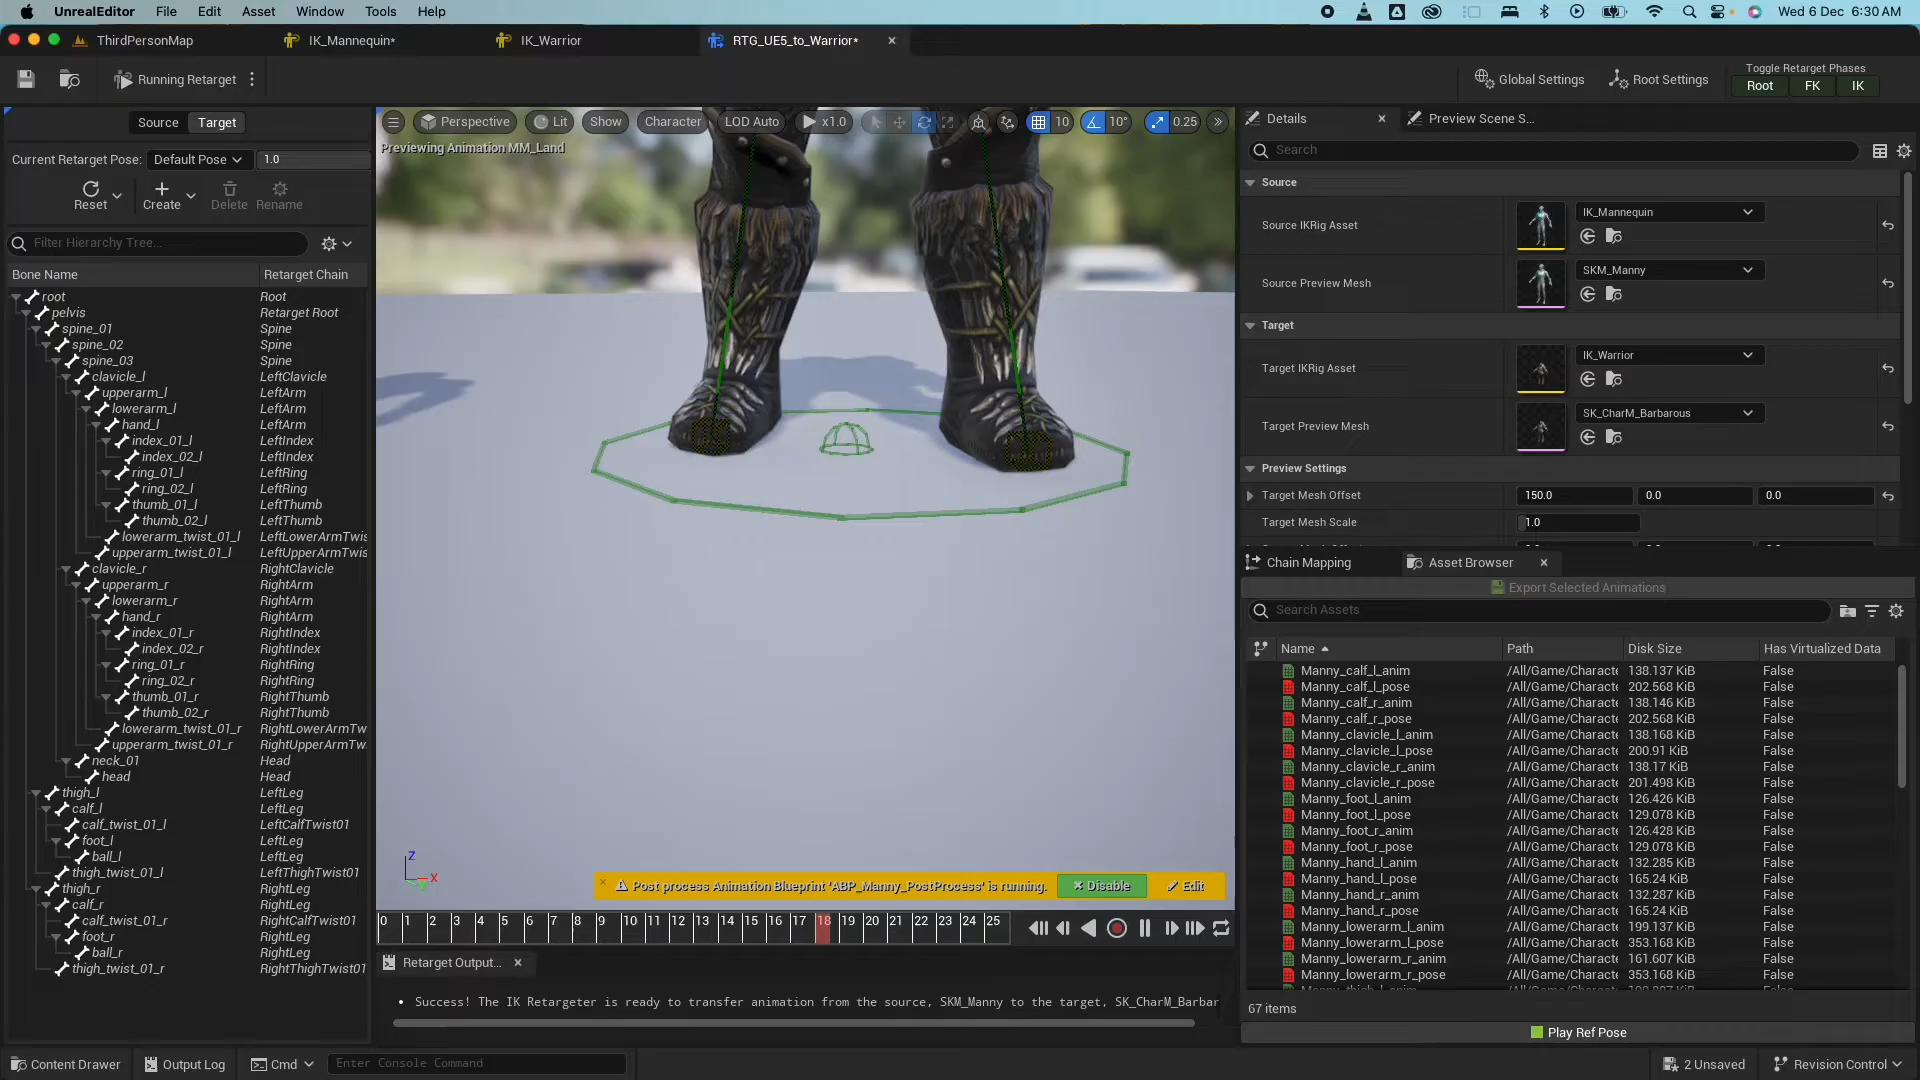 UnrealEditor File Edit Asset Window Tools Help Wed 6 Dec 6:30 AM
ThirdPersonMap IK_Mannequin* IK_Warrior RTG_UE5_to_Warrior*
Running Retarget Global Settings Root Settings Toggle Retarget Phases
Root FK IK
Source Target
Current Retarget Pose: Default Pose 1.0
Reset Create Delete Rename
Filter Hierarchy Tree...
Bone Name Retarget Chain
root Root
pelvis Retarget Root
spine_01 Spine
spine_02 Spine
spine_03 Spine
clavicle_l LeftClavicle
upperarm_l LeftArm
lowerarm_l LeftArm
hand_l LeftArm
index_01_l LeftIndex
index_02_l LeftIndex
ring_01_l LeftRing
ring_02_l LeftRing
thumb_01_l LeftThumb
thumb_02_l LeftThumb
lowerarm_twist_01_l LeftLowerArmTwis
upperarm_twist_01_l LeftUpperArmTwis
clavicle_r RightClavicle
upperarm_r RightArm
lowerarm_r RightArm
hand_r RightArm
index_01_r RightIndex
index_02_r RightIndex
ring_01_r RightRing
ring_02_r RightRing
thumb_01_r RightThumb
thumb_02_r RightThumb
lowerarm_twist_01_r RightLowerArmTw
upperarm_twist_01_r RightUpperArmTw
neck_01 Head
head Head
thigh_l LeftLeg
calf_l LeftLeg
calf_twist_01_l LeftCalfTwist01
foot_l LeftLeg
ball_l LeftLeg
thigh_twist_01_l LeftThighTwist01
thigh_r RightLeg
calf_r RightLeg
calf_twist_01_r RightCalfTwist01
foot_r RightLeg
ball_r RightLeg
thigh_twist_01_r RightThighTwist01
Perspective Lit Show Character LOD Auto x1.0 10 10° 0.25
Previewing Animation MM_Land
Z
X
Y
Post process Animation Blueprint 'ABP_Manny_PostProcess' is running. Disable Edit
0 1 2 3 4 5 6 7 8 9 10 11 12 13 14 15 16 17 18 19 20 21 22 23 24 25
Retarget Output...
Success! The IK Retargeter is ready to transfer animation from the source, SKM_Manny to the target, SK_CharM_Barbar
Details Preview Scene S...
Search
Source
Source IKRig Asset IK_Mannequin
Source Preview Mesh SKM_Manny
Target
Target IKRig Asset IK_Warrior
Target Preview Mesh SK_CharM_Barbarous
Preview Settings
Target Mesh Offset 150.0 0.0 0.0
Target Mesh Scale 1.0
Chain Mapping Asset Browser
Export Selected Animations
Search Assets
Name Path Disk Size Has Virtualized Data
Manny_calf_l_anim /All/Game/Characte 138.137 KiB False
Manny_calf_l_pose /All/Game/Characte 202.568 KiB False
Manny_calf_r_anim /All/Game/Characte 138.146 KiB False
Manny_calf_r_pose /All/Game/Characte 202.568 KiB False
Manny_clavicle_l_anim /All/Game/Characte 138.168 KiB False
Manny_clavicle_l_pose /All/Game/Characte 200.91 KiB False
Manny_clavicle_r_anim /All/Game/Characte 138.17 KiB False
Manny_clavicle_r_pose /All/Game/Characte 201.498 KiB False
Manny_foot_l_anim /All/Game/Characte 126.426 KiB False
Manny_foot_l_pose /All/Game/Characte 129.078 KiB False
Manny_foot_r_anim /All/Game/Characte 126.428 KiB False
Manny_foot_r_pose /All/Game/Characte 129.078 KiB False
Manny_hand_l_anim /All/Game/Characte 132.285 KiB False
Manny_hand_l_pose /All/Game/Characte 165.24 KiB False
Manny_hand_r_anim /All/Game/Characte 132.287 KiB False
Manny_hand_r_pose /All/Game/Characte 165.24 KiB False
Manny_lowerarm_l_anim /All/Game/Characte 199.137 KiB False
Manny_lowerarm_l_pose /All/Game/Characte 353.168 KiB False
Manny_lowerarm_r_anim /All/Game/Characte 161.607 KiB False
Manny_lowerarm_r_pose /All/Game/Characte 353.168 KiB False
67 items
Play Ref Pose
Content Drawer Output Log Cmd Enter Console Command 2 Unsaved Revision Control